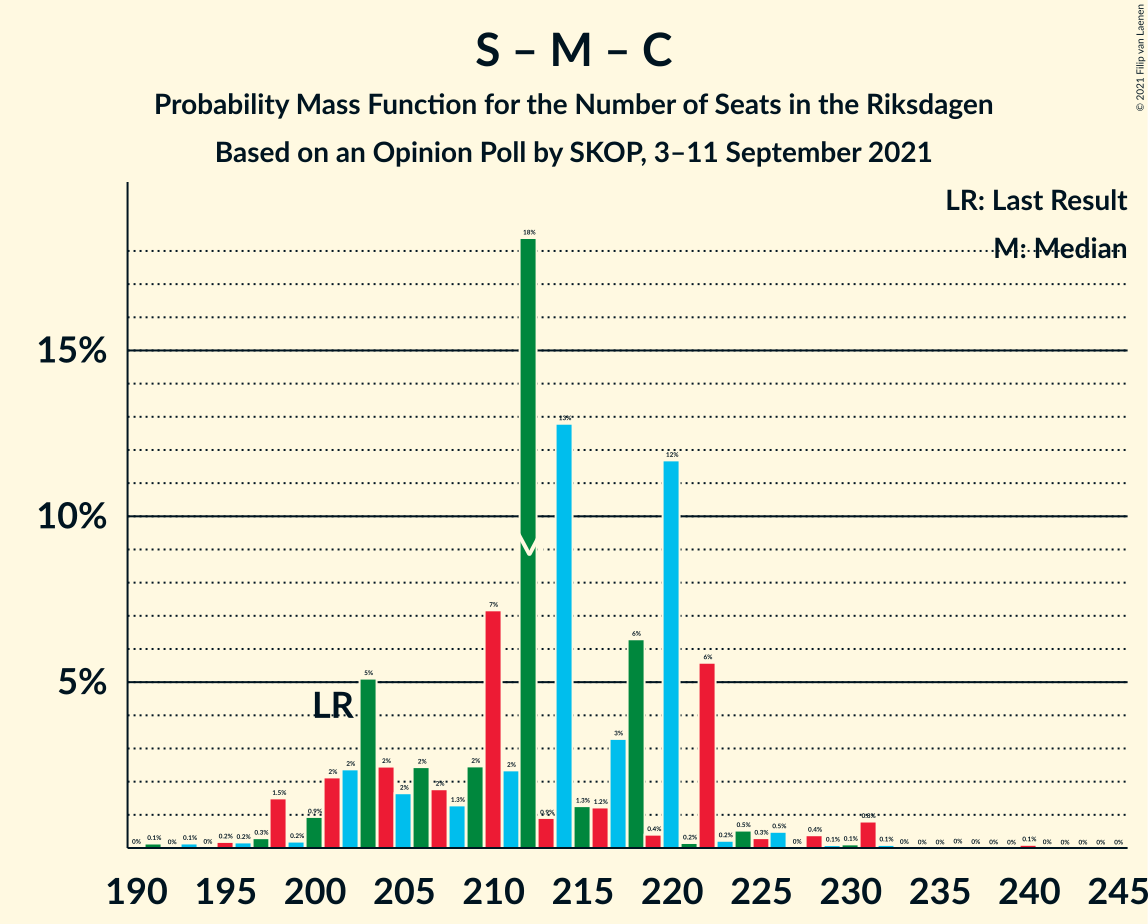 S – M – C
Probability Mass Function for the Number of Seats in the Riksdagen
Based on an Opinion Poll by SKOP, 3–11 September 2021
© 2021 Filip van Laenen
LR: Last Result
M: Median
15%
10%
5%
LR
0% 0.1% 0% 0.1% 0% 0.2% 0.2% 0.3% 1.5% 0.2% 0.9% 2% 2% 5% 2% 2% 2% 2% 1.3% 2% 7% 2% 18% 0.9% 13% 1.3% 1.2% 3% 6% 0.4% 12% 0.2% 6% 0.2% 0.5% 0.3% 0.5% 0% 0.4% 0.1% 0.1% 0.8% 0.1% 0% 0% 0% 0% 0% 0% 0% 0.1% 0% 0% 0% 0% 0%
190 195 200 205 210 215 220 225 230 235 240 245